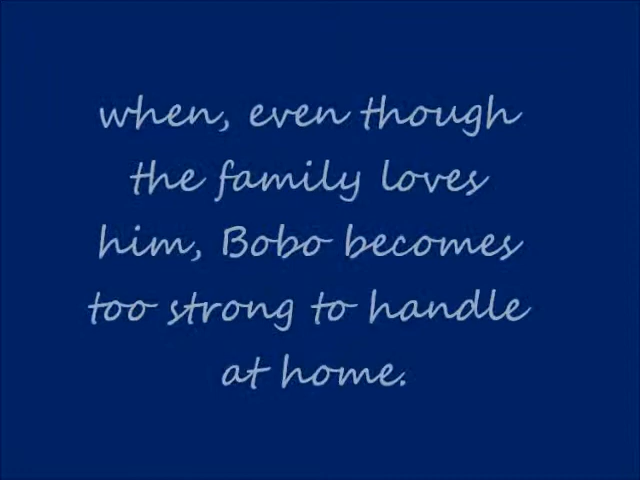 when, even though
the family loves
him, Bobo becomes
too strong to handle
at home.